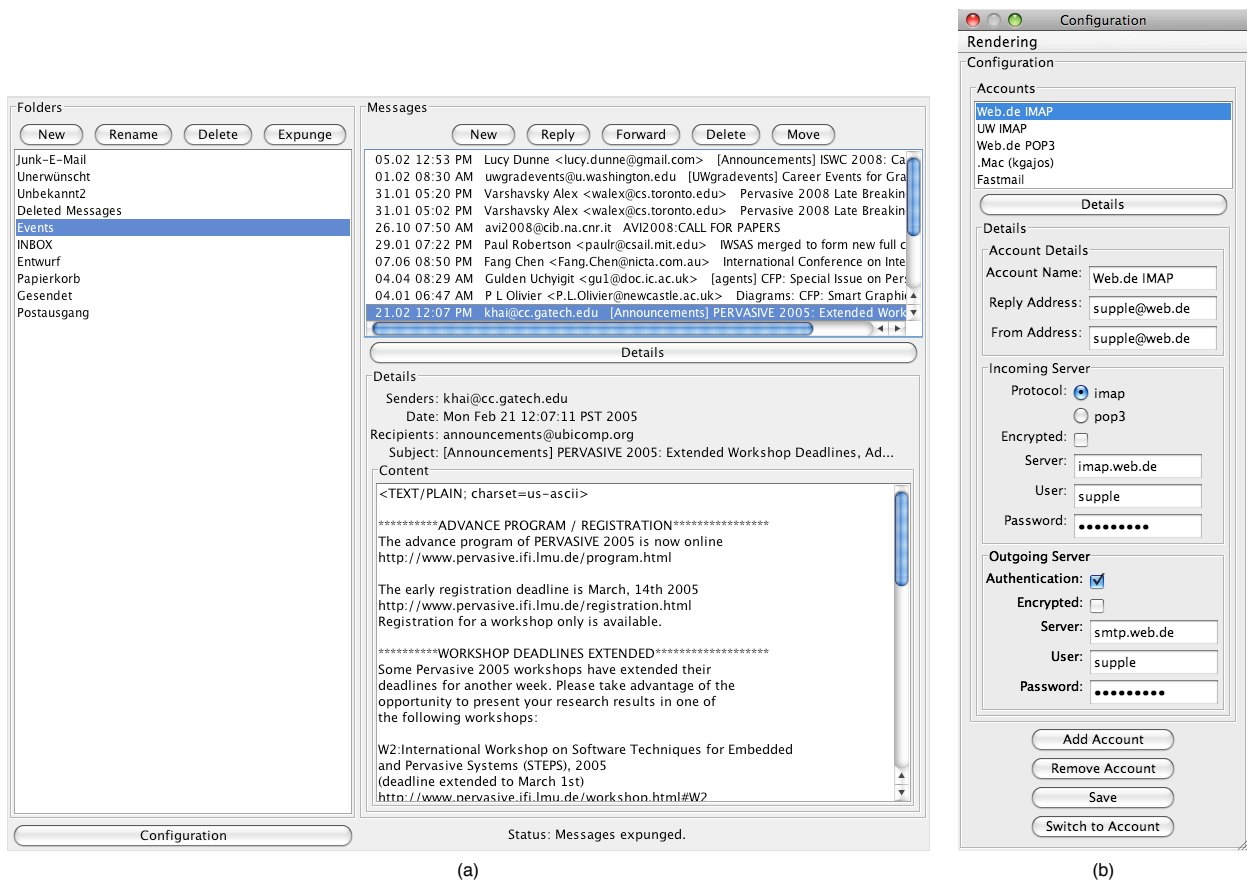 Folders
New Rename Delete Expunge
Junk-E-Mail
Unerwünscht
Unbekannt2
Deleted Messages
Events
INBOX
Entwurf
Papierkorb
Gesendet
Postausgang
Configuration
Messages
New Reply Forward Delete Move
05.02 12:53 PM Lucy Dunne <lucy.dunne@gmail.com> [Announcements] ISWC 2008: Ca
01.02 08:30 AM uwgradevents@u.washington.edu [UWgradevents] Career Events for Gra
31.01 05:20 PM Varshavsky Alex <walex@cs.toronto.edu> Pervasive 2008 Late Breakin
31.01 05:02 PM Varshavsky Alex <walex@cs.toronto.edu> Pervasive 2008 Late Breakin
26.10 07:50 AM avi2008@cib.na.cnr.it AVI2008:CALL FOR PAPERS
29.01 07:22 PM Paul Robertson <paulr@csail.mit.edu> IWSAS merged to form new full c
07.06 08:50 PM Fang Chen <Fang.Chen@nicta.com.au> International Conference on Inte
04.04 08:29 AM Gulden Uchyigit <gu1@doc.ic.ac.uk> [agents] CFP: Special Issue on Pers
04.01 06:47 AM P L Olivier <P.L.Olivier@newcastle.ac.uk> Diagrams: CFP: Smart Graphic
21.02 12:07 PM khai@cc.gatech.edu [Announcements] PERVASIVE 2005: Extended Work
Details
Details
Senders: khai@cc.gatech.edu
Date: Mon Feb 21 12:07:11 PST 2005
Recipients: announcements@ubicomp.org
Subject: [Announcements] PERVASIVE 2005: Extended Workshop Deadlines, Ad...
Content
<TEXT/PLAIN; charset=us-ascii>
**********ADVANCE PROGRAM / REGISTRATION****************
The advance program of PERVASIVE 2005 is now online
http://www.pervasive.ifi.lmu.de/program.html
The early registration deadline is March, 14th 2005
http://www.pervasive.ifi.lmu.de/registration.html
Registration for a workshop only is available.
**********WORKSHOP DEADLINES EXTENDED*******************
Some Pervasive 2005 workshops have extended their
deadlines for another week. Please take advantage of the
opportunity to present your research results in one of
the following workshops:
W2:International Workshop on Software Techniques for Embedded
and Pervasive Systems (STEPS), 2005
(deadline extended to March 1st)
http://www.pervasive.ifi.lmu.de/workshop.html#W2
Status: Messages expunged.
(a)
Configuration
Rendering
Configuration
Accounts
Web.de IMAP
UW IMAP
Web.de POP3
.Mac (kgajos)
Fastmail
Details
Details
Account Details
Account Name: Web.de IMAP
Reply Address: supple@web.de
From Address: supple@web.de
Incoming Server
Protocol: imap
pop3
Encrypted:
Server: imap.web.de
User: supple
Password: •••••••••
Outgoing Server
Authentication:
Encrypted:
Server: smtp.web.de
User: supple
Password: •••••••••
Add Account
Remove Account
Save
Switch to Account
(b)